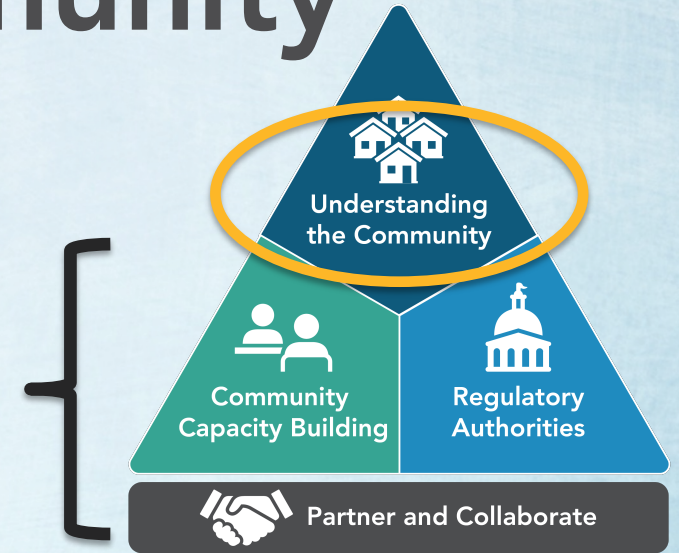 Understanding
the Community
Community
Capacity Building
Regulatory
Authorities
Partner and Collaborate